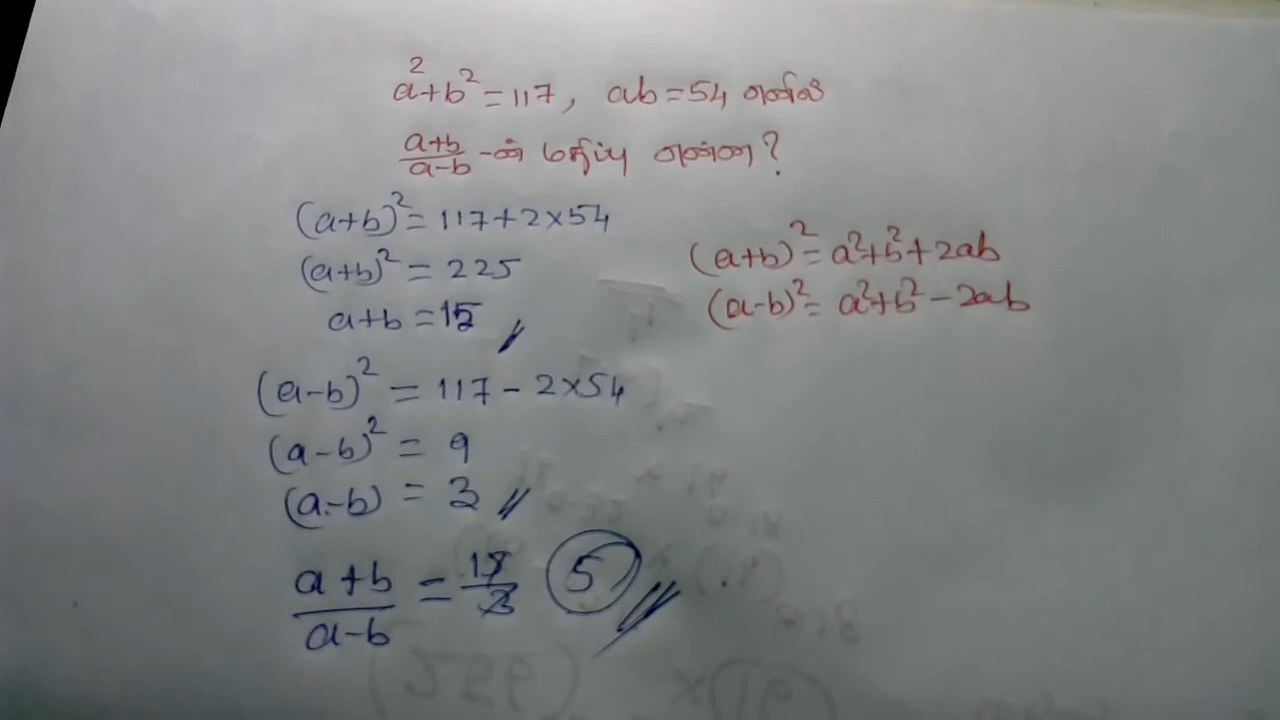 a²+b²=117, ab=54 எனில்
a+b/a-b -ன் மதிப்பு என்ன?
(a+b)²=117+2×54
(a+b)²=225
a+b=15
(a-b)²=117-2×54
(a-b)²=9
(a-b)=3
a+b/a-b=15/3 5
(a+b)²=a²+b²+2ab
(a-b)²=a²+b²-2ab